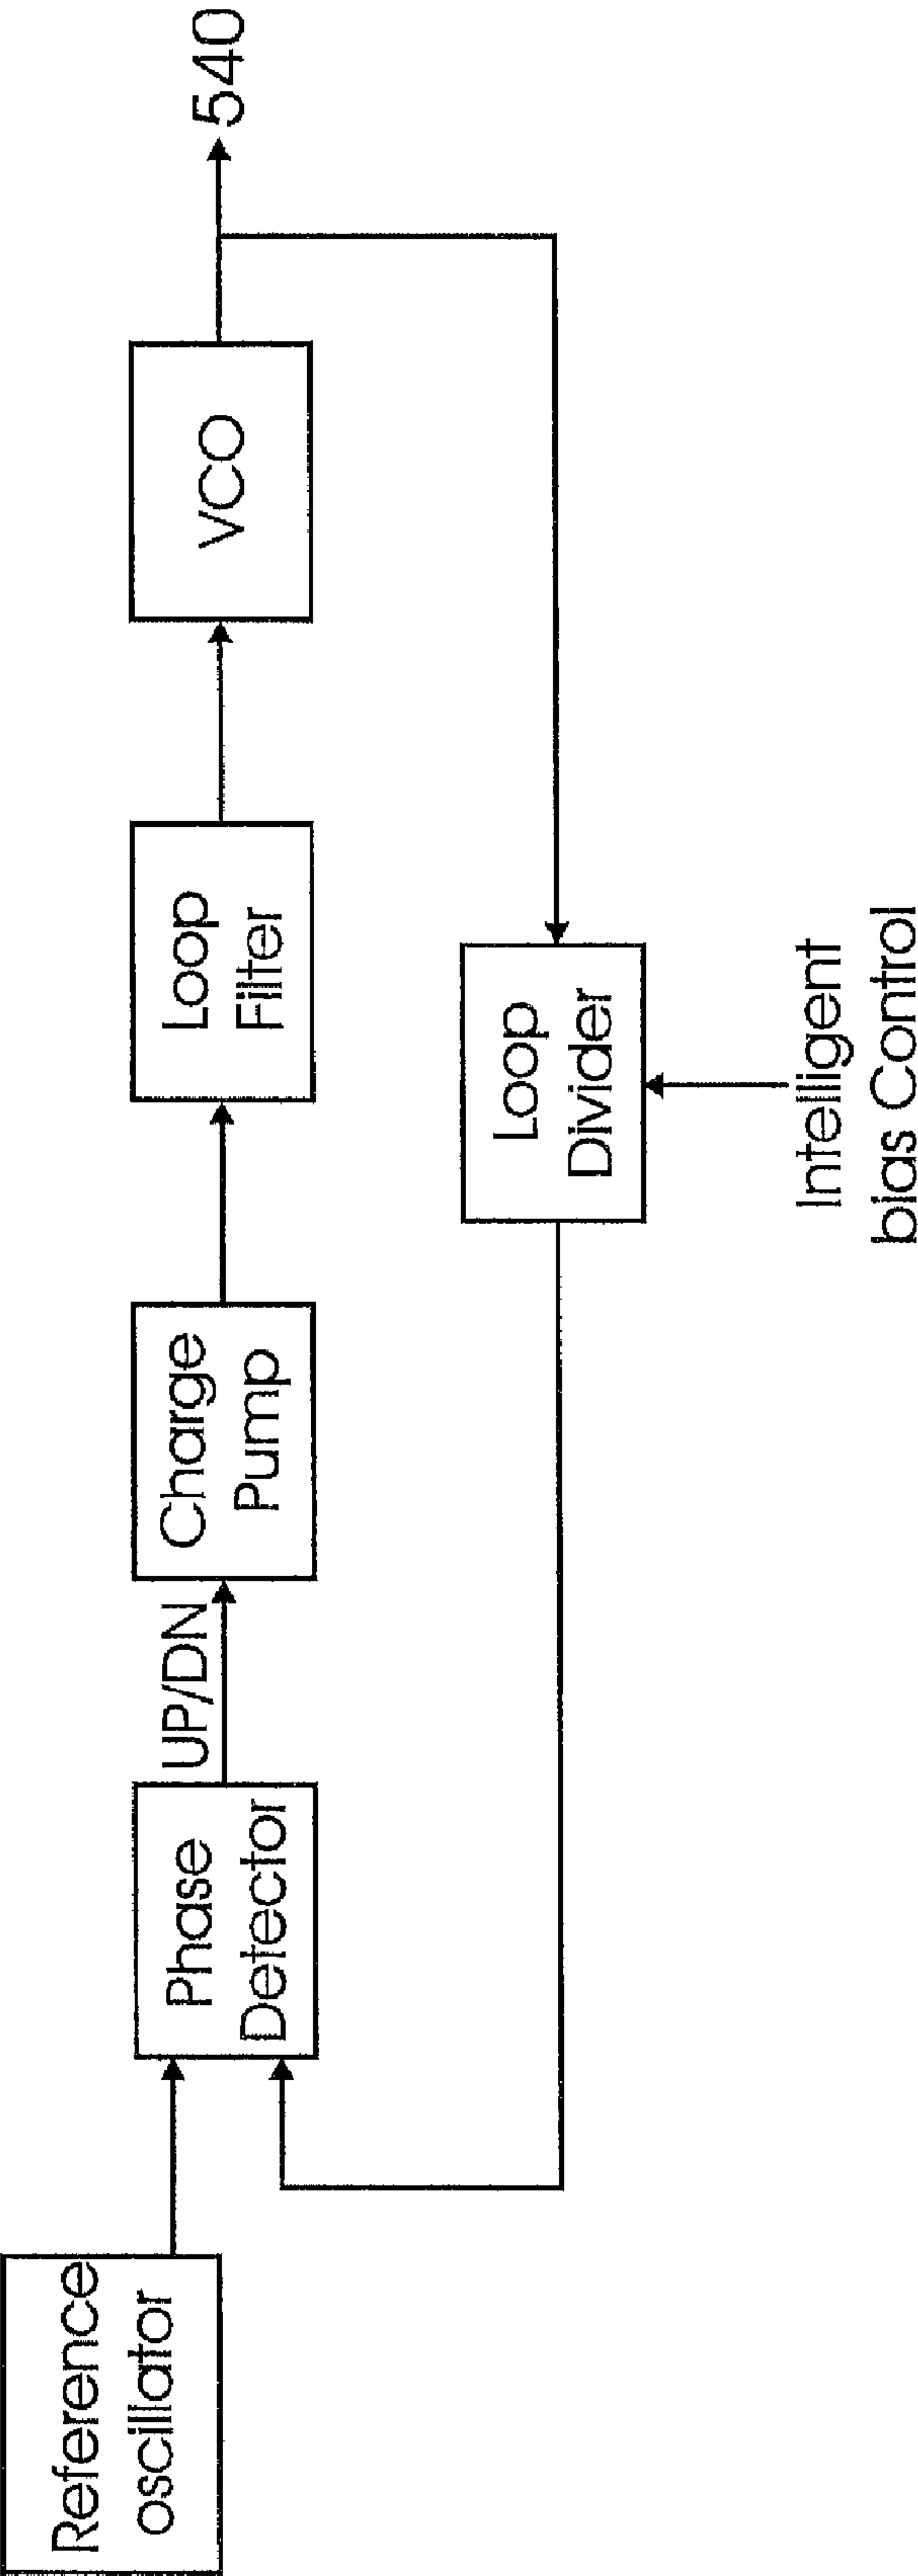 Reference
oscillator
Phase
Detector
UP/DN
Charge
Pump
Loop
Filter
VCO
540
Loop
Divider
Intelligent
bias Control